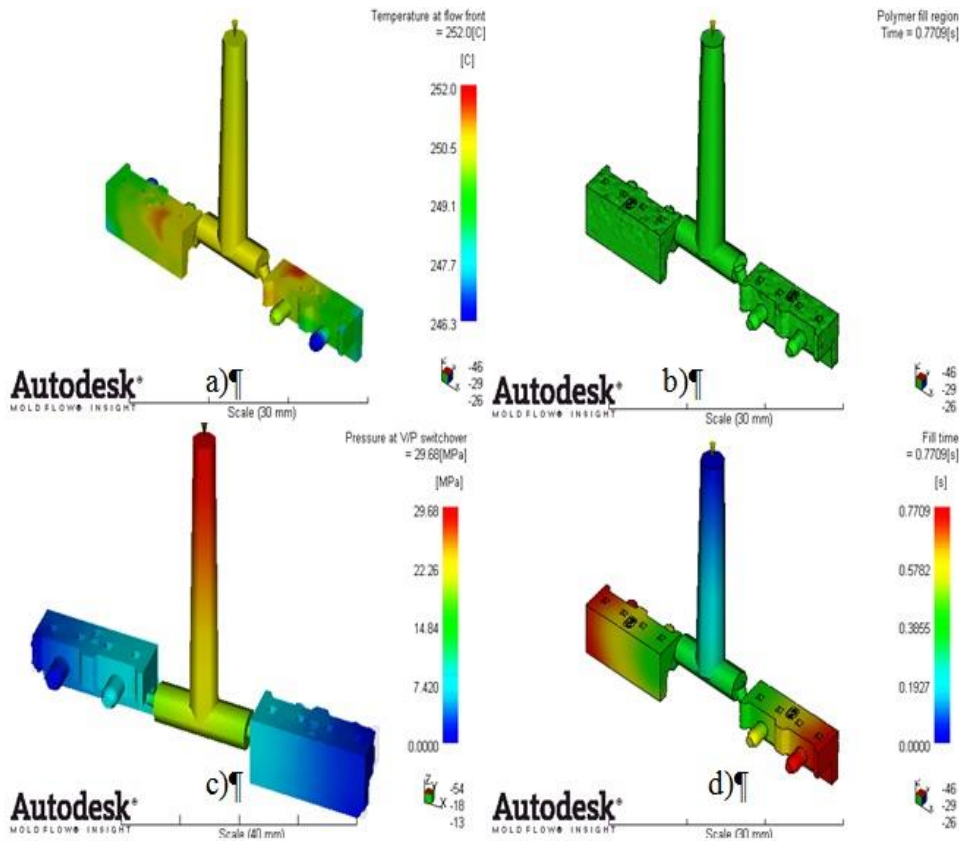 Temperature at flow front
= 252.0[C]
[C]
252.0
250.5
249.1
247.7
246.3
a)¶
Autodesk®
MOLDFLOW® INSIGHT
Scale (30 mm)
-46
-29
-26
Polymer fill region
Time = 0.7709[s]
b)¶
Autodesk®
MOLDFLOW® INSIGHT
Scale (30 mm)
-46
-29
-26
Pressure at V/P switchover
= 29.68[MPa]
[MPa]
29.68
22.26
14.84
7.420
0.0000
c)¶
Autodesk®
MOLDFLOW® INSIGHT
Scale (40 mm)
Z
Y
X
-54
-18
-13
Fill time
= 0.7709[s]
[s]
0.7709
0.5782
0.3855
0.1927
0.0000
d)¶
Autodesk®
MOLDFLOW® INSIGHT
Scale (30 mm)
-46
-29
-26